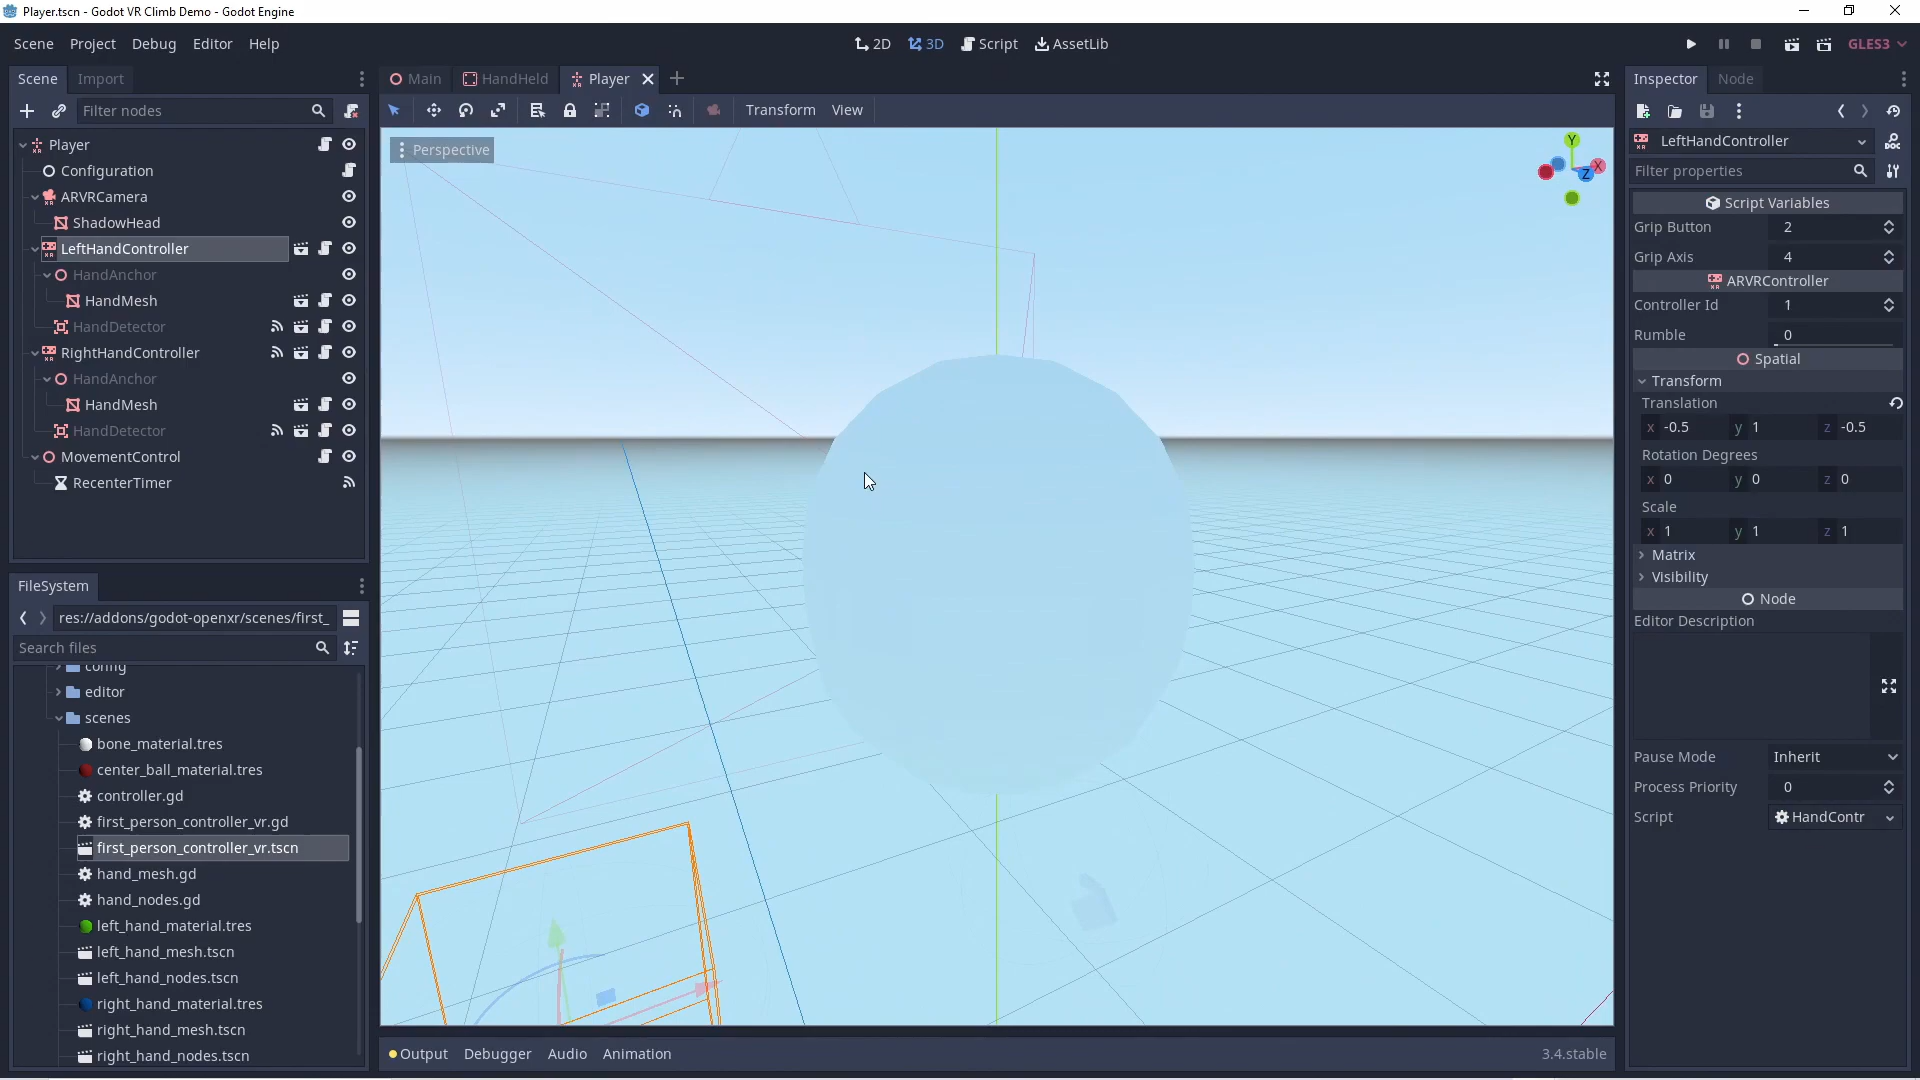 Player.tscn - Godot VR Climb Demo - Godot Engine
Scene Project Debug Editor Help
2D 3D Script AssetLib
GLES3
Scene Import
Filter nodes
Player
Configuration
ARVRCamera
ShadowHead
LeftHandController
HandAnchor
HandMesh
HandDetector
RightHandController
HandAnchor
HandMesh
HandDetector
MovementControl
RecenterTimer
FileSystem
res://addons/godot-openxr/scenes/first_
Search files
config
editor
scenes
bone_material.tres
center_ball_material.tres
controller.gd
first_person_controller_vr.gd
first_person_controller_vr.tscn
hand_mesh.gd
hand_nodes.gd
left_hand_material.tres
left_hand_mesh.tscn
left_hand_nodes.tscn
right_hand_material.tres
right_hand_mesh.tscn
right_hand_nodes.tscn
Main HandHeld Player
Transform View
Perspective
Y
X
Z
Output Debugger Audio Animation
3.4.stable
Inspector Node
LeftHandController
Filter properties
Script Variables
Grip Button 2
Grip Axis 4
ARVRController
Controller Id 1
Rumble 0
Spatial
Transform
Translation
x -0.5 y 1 z -0.5
Rotation Degrees
x 0 y 0 z 0
Scale
x 1 y 1 z 1
Matrix
Visibility
Node
Editor Description
Pause Mode Inherit
Process Priority 0
Script HandContr